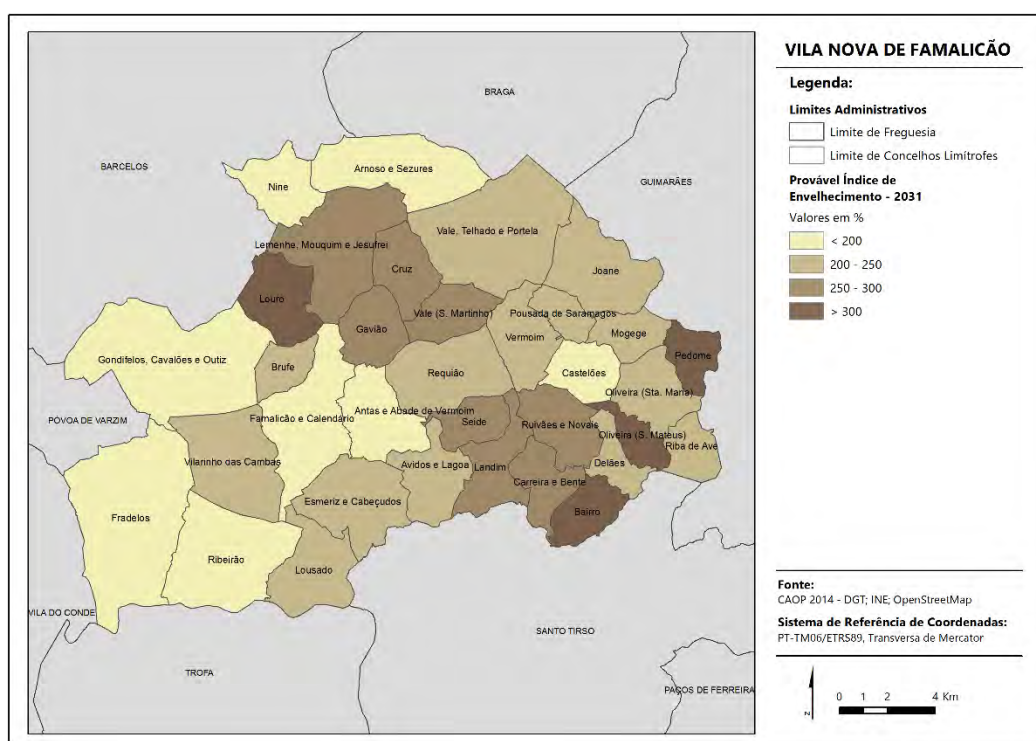 VILA NOVA DE FAMALICÃO
Legenda:
Limites Administrativos
Limite de Freguesia
Limite de Concelhos Limítrofes
Provável Índice de
Envelhecimento - 2031
Valores em %
< 200
200 - 250
250 - 300
> 300
BRAGA
BARCELOS
GUIMARÃES
Arnoso e Sezures
Nine
Vale, Telhado e Portela
Lemenhe, Mouquim e Jesufrei
Cruz
Joane
Louro
Vale (S. Martinho)
Pousada de Saramagos
Gavião
Vermoim
Mogege
Pedome
Gondifelos, Cavalões e Outiz
Brufe
Requião
Castelões
Oliveira (Sta. Maria)
PÓVOA DE VARZIM
Famalicão e Calendário
Antas e Abade de Vermoim
Seide
Ruivães e Novais
Oliveira (S. Mateus)
Riba de Ave
Vilarinho das Cambas
Avidos e Lagoa
Landim
Delães
Carreira e Bente
Esmeriz e Cabeçudos
Bairro
Fradelos
Ribeirão
Lousado
VILA DO CONDE
SANTO TIRSO
TROFA
PAÇOS DE FERREIRA
Fonte:
CAOP 2014 - DGT; INE; OpenStreetMap
Sistema de Referência de Coordenadas:
PT-TM06/ETRS89, Transversa de Mercator
N
0 1 2 4 Km